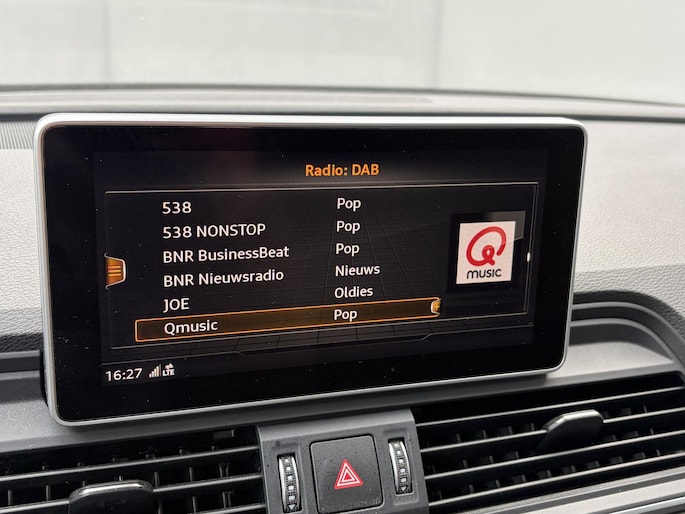 Radio: DAB
538 Pop
538 NONSTOP Pop
BNR BusinessBeat Pop
BNR Nieuwsradio Nieuws
JOE Oldies
Qmusic Pop
Q
MUSIC
16:27 LTE